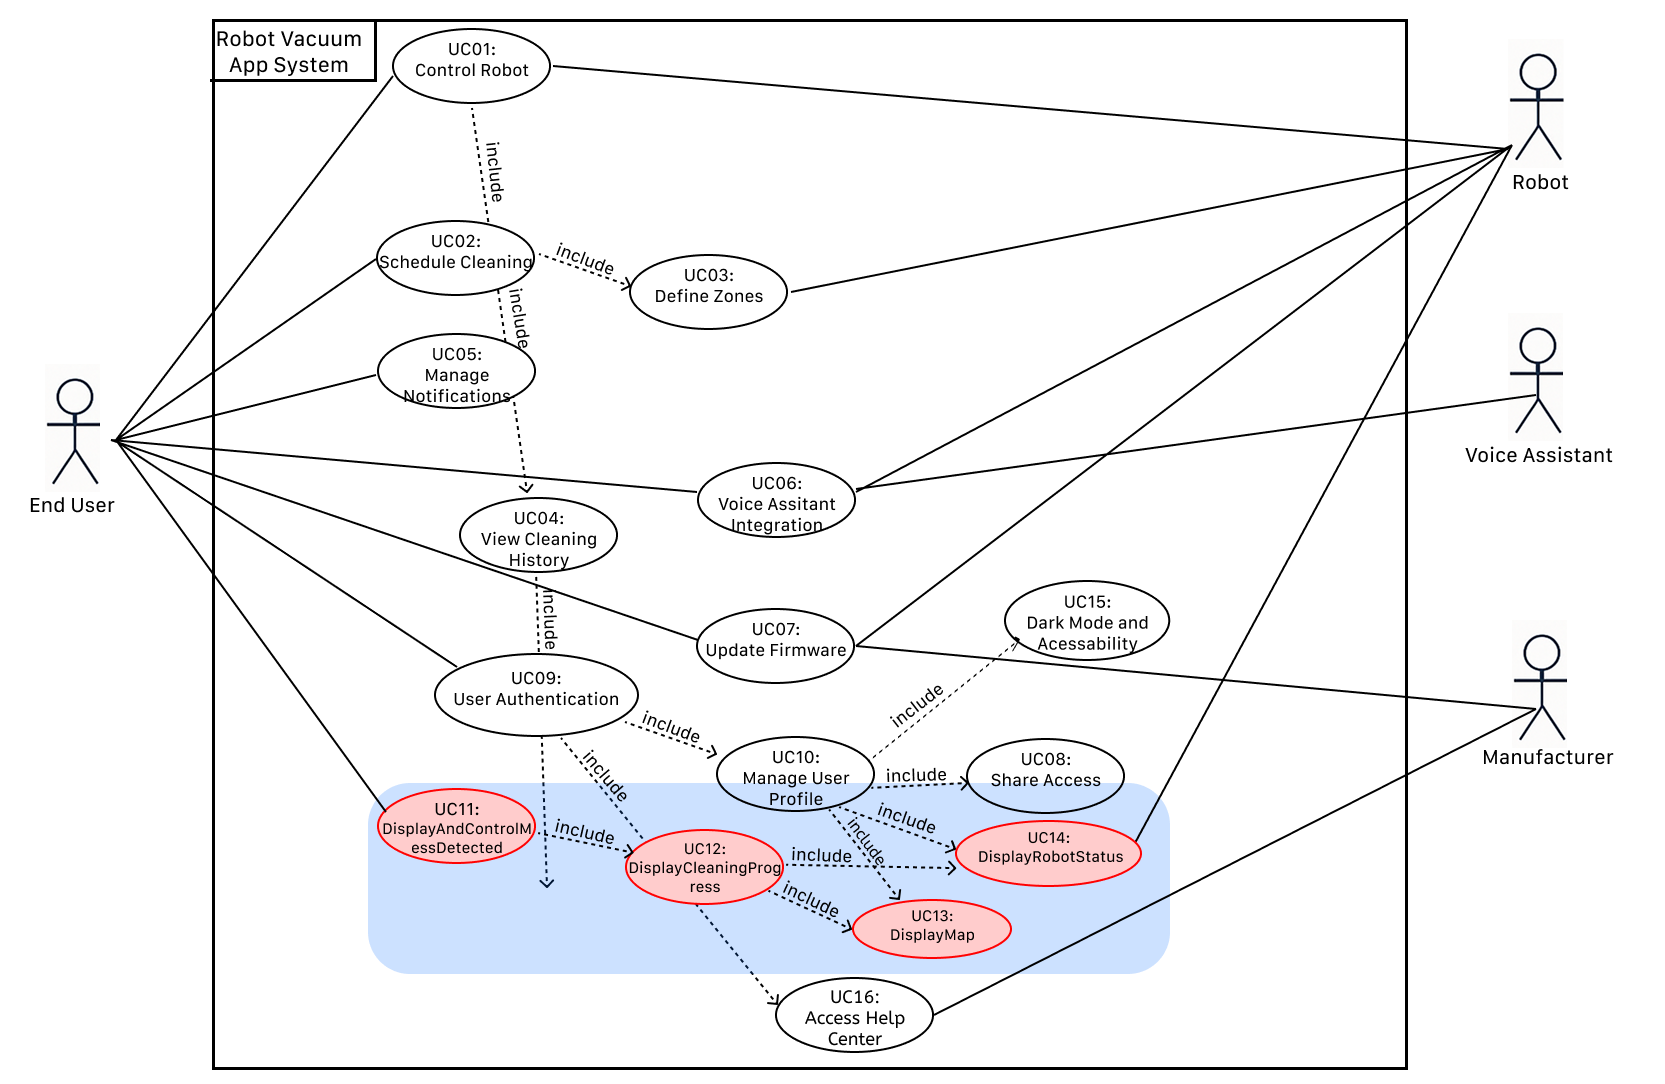 Robot Vacuum
App System
UC01:
Control Robot
Robot
include
UC02:
Schedule Cleaning
include
UC03:
Define Zones
include
UC05:
Manage
Notifications
End User
Voice Assistant
UC06:
Voice Assitant
Integration
UC04:
View Cleaning
History
include
UC07:
Update Firmware
UC15:
Dark Mode and
Acessability
UC09:
User Authentication
include
include
Manufacturer
include
UC10:
Manage User
Profile
include
UC08:
Share Access
UC11:
DisplayAndControlM
essDetected
include
UC12:
DisplayCleaningProg
ress
include
include
include
UC14:
DisplayRobotStatus
include
UC13:
DisplayMap
UC16:
Access Help
Center